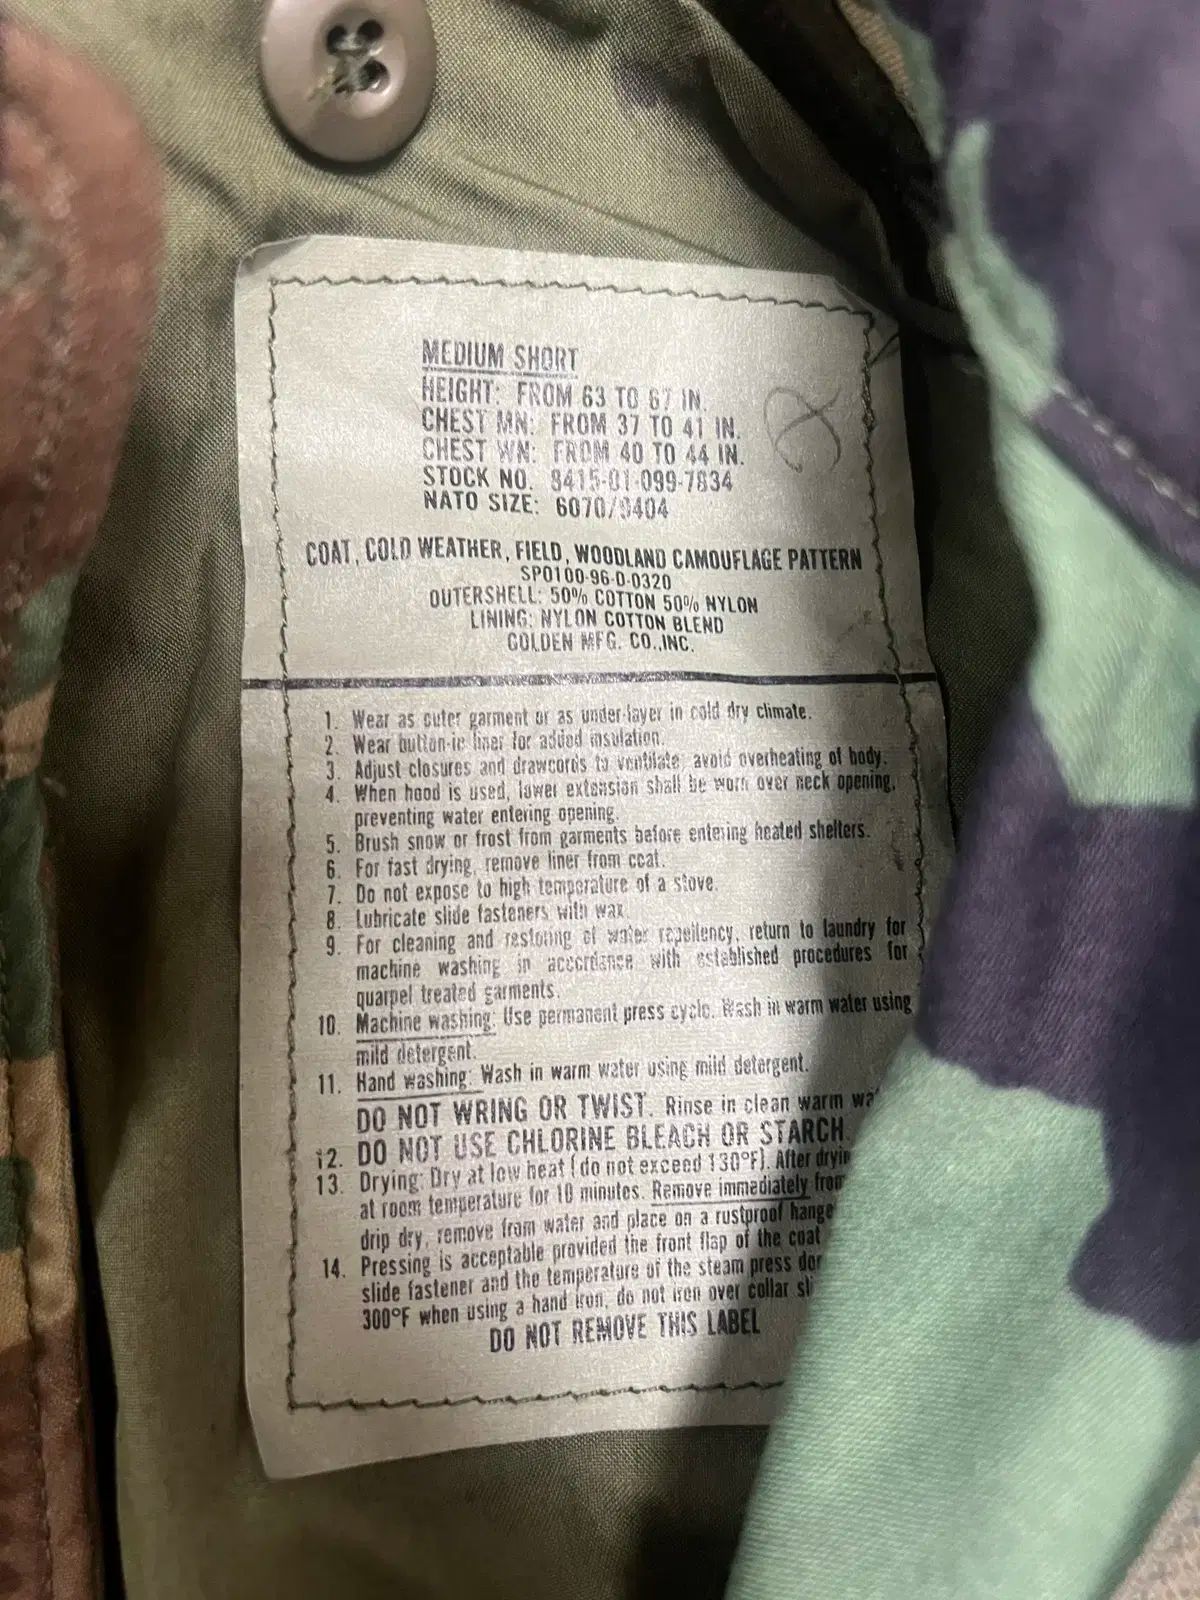 MEDIUM SHORT
HEIGHT: FROM 63 TO 67 IN.
CHEST MN: FROM 37 TO 41 IN.
CHEST WN: FROM 40 TO 44 IN.
STOCK NO. 8415-01-099-7834
NATO SIZE: 6070/9404
COAT, COLD WEATHER, FIELD, WOODLAND CAMOUFLAGE PATTERN
SPO100-96-D-0320
OUTERSHELL: 50% COTTON 50% NYLON
LINING: NYLON COTTON BLEND
GOLDEN MFG. CO.,INC.
1. Wear as outer garment or as under-layer in cold dry climate.
2. Wear button-in liner for added insulation.
3. Adjust closures and drawcords to ventilate; avoid overheating of body.
4. When hood is used, lower extension shall be worn over neck opening,
preventing water entering opening.
5. Brush snow or frost from garments before entering heated shelters.
6. For fast drying, remove liner from coat.
7. Do not expose to high temperature of a stove.
8. Lubricate slide fasteners with wax.
9. For cleaning and restoring of water repellency, return to laundry for
machine washing in accordance with established procedures for
quarpel treated garments.
10. Machine washing: Use permanent press cycle. Wash in warm water using
mild detergent.
11. Hand washing: Wash in warm water using mild detergent.
DO NOT WRING OR TWIST. Rinse in clean warm
12. DO NOT USE CHLORINE BLEACH OR STARCH.
13. Drying: Dry at low heat (do not exceed 130°F). After
at room temperature for 10 minutes. Remove immediately
drip dry, remove from water and place on a rustproof
14. Pressing is acceptable provided the front flap of the coat
slide fastener and the temperature of the steam press
300°F when using a hand iron, do not iron over collar
DO NOT REMOVE THIS LABEL